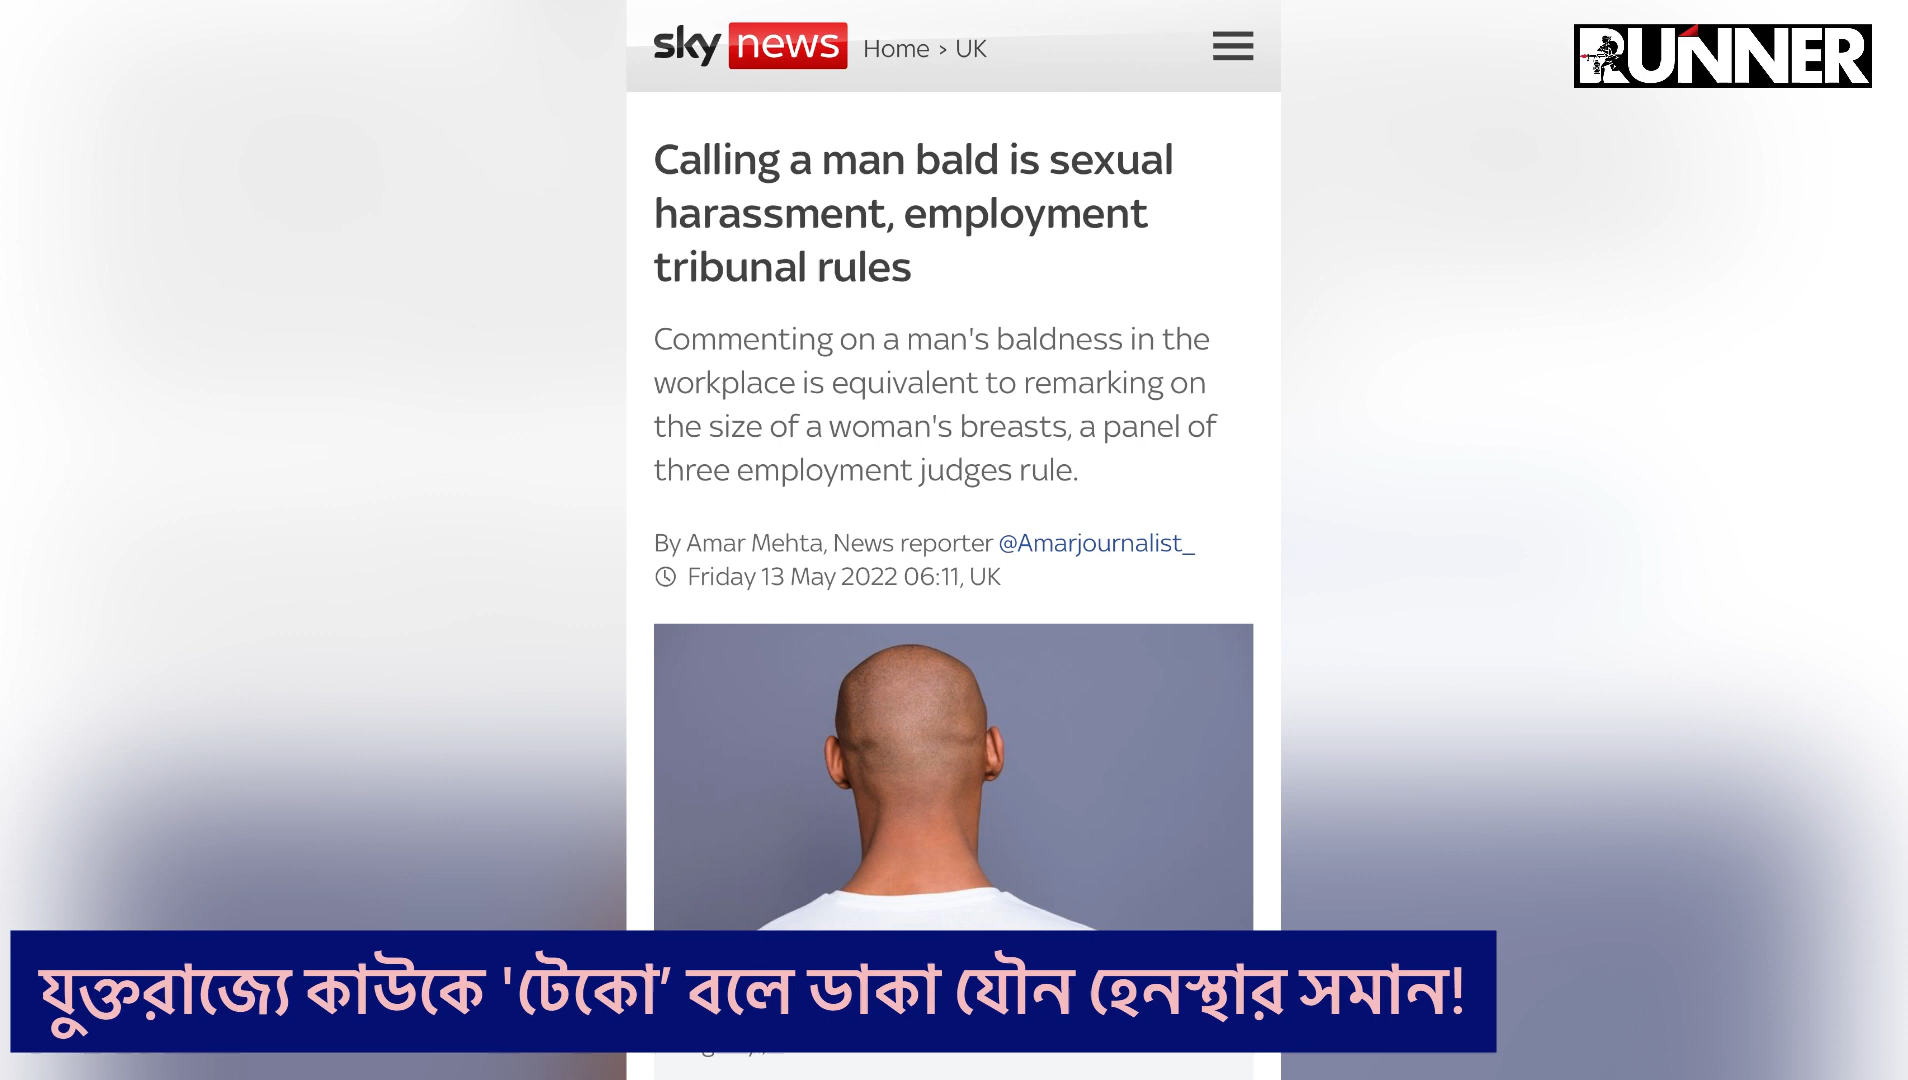 sky news Home > UK
RUNNER
Calling a man bald is sexual
harassment, employment
tribunal rules
Commenting on a man's baldness in the
workplace is equivalent to remarking on
the size of a woman's breasts, a panel of
three employment judges rule.
By Amar Mehta, News reporter @Amarjournalist_
Friday 13 May 2022 06:11, UK
যুক্তরাজ্যে কাউকে 'টেকো’ বলে ডাকা যৌন হেনস্থার সমান!